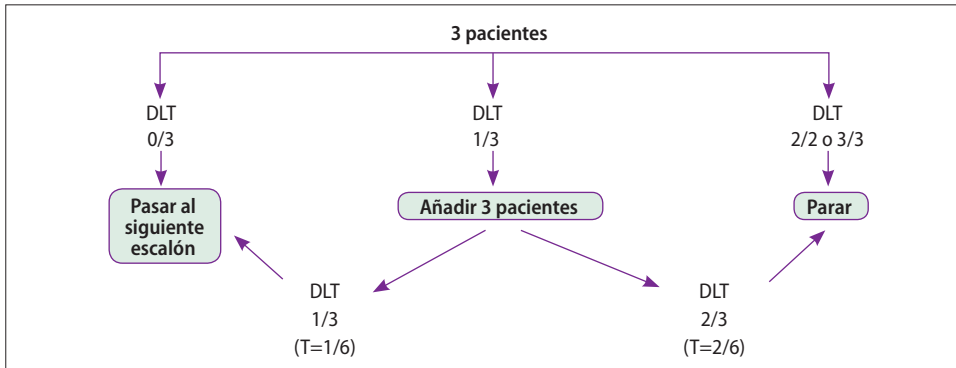 3 pacientes
DLT
0/3
DLT
1/3
DLT
2/2 o 3/3
Pasar al
siguiente
escalón
Añadir 3 pacientes
Parar
DLT
1/3
(T=1/6)
DLT
2/3
(T=2/6)